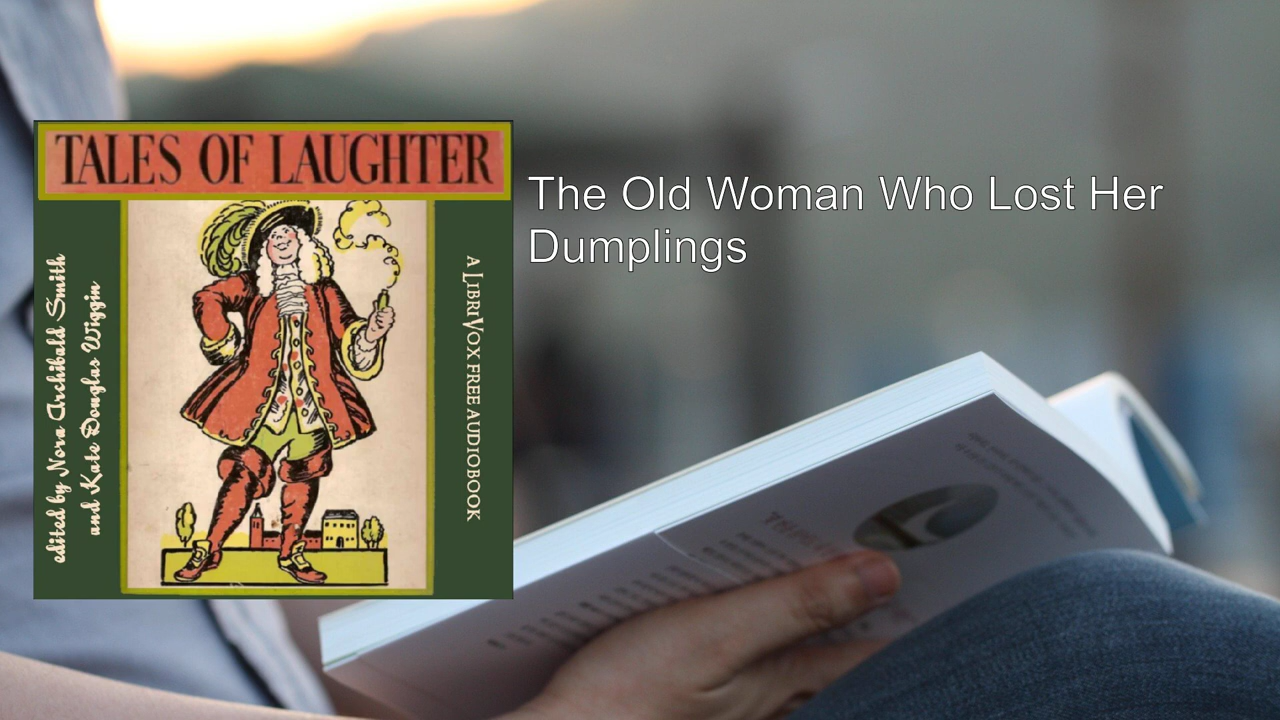 TALES OF LAUGHTER
edited by Nora Archibald Smith
and Kate Douglas Wiggin
A LIBRIVOX FREE AUDIOBOOK
The Old Woman Who Lost Her
Dumplings